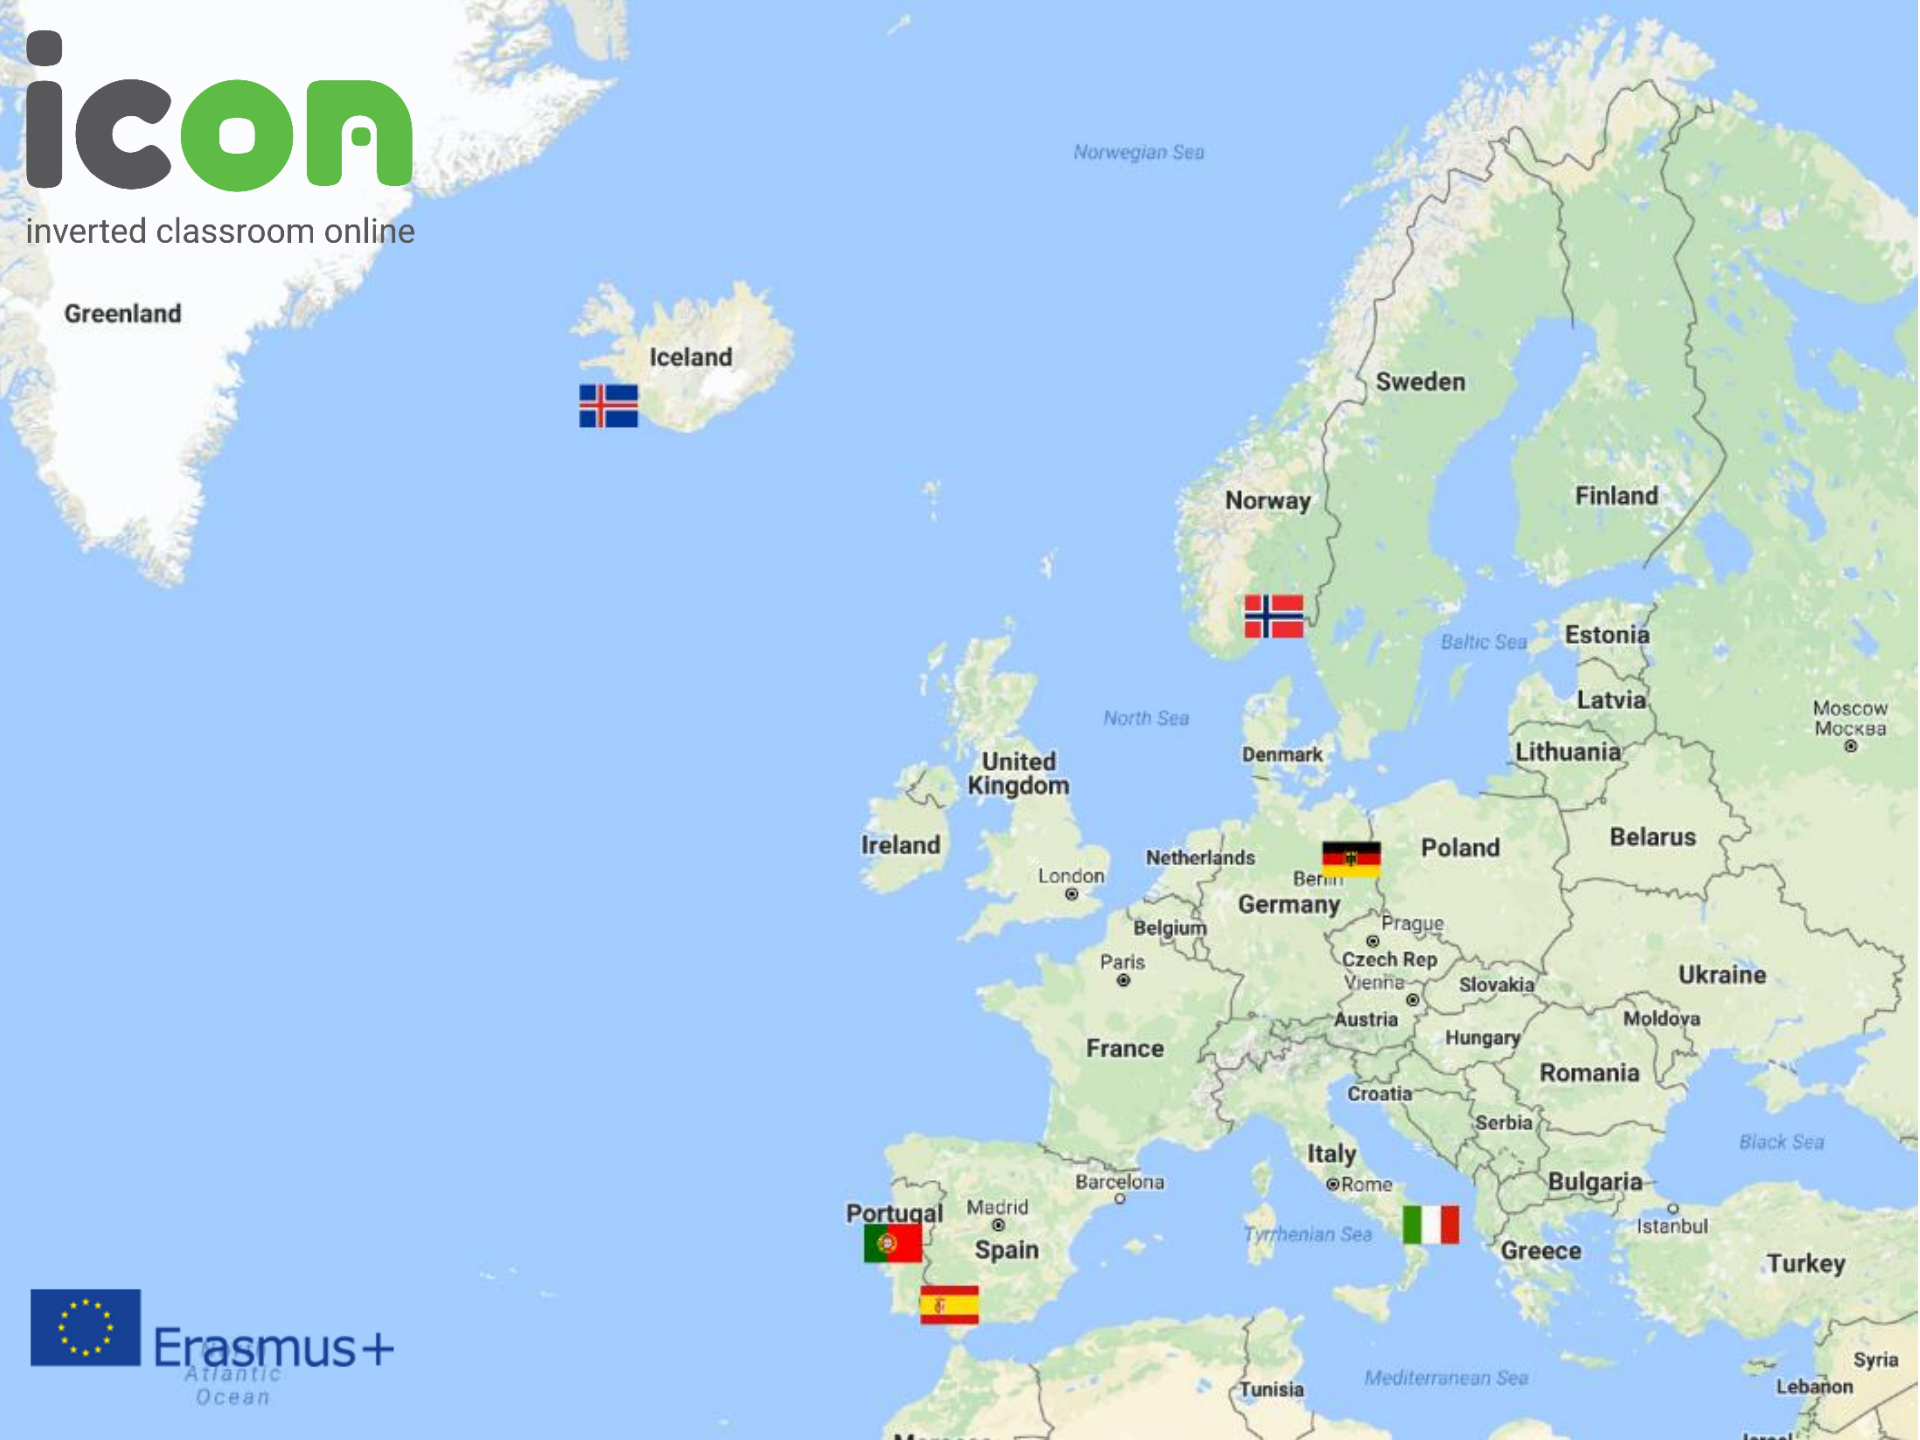 icon
inverted classroom online
Greenland
Iceland
Norwegian Sea
Sweden
Norway
Finland
Baltic Sea
Estonia
Latvia
Moscow
Москва
North Sea
Denmark
Lithuania
United
Kingdom
Ireland
Netherlands
Poland
Belarus
London
Berlin
Germany
Belgium
Prague
Paris
Czech Rep
Vienna
Slovakia
Ukraine
Austria
Hungary
Moldova
France
Romania
Croatia
Serbia
Black Sea
Italy
Rome
Barcelona
Bulgaria
Portugal
Madrid
Spain
Tyrrhenian Sea
Istanbul
Greece
Turkey
Erasmus+
Atlantic
Ocean
Mediterranean Sea
Tunisia
Syria
Lebanon